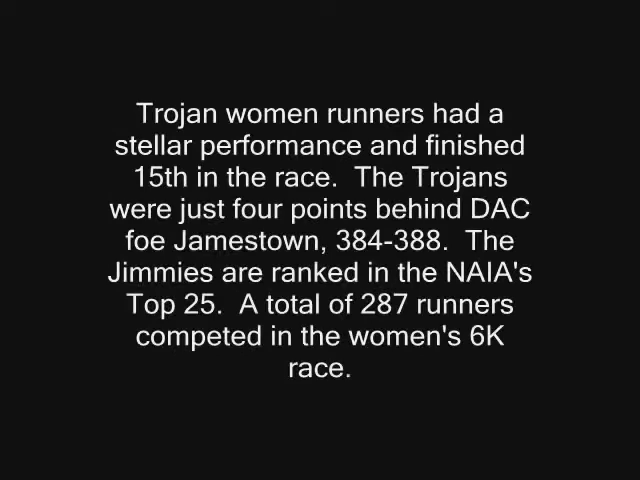 Trojan women runners had a
stellar performance and finished
15th in the race.  The Trojans
were just four points behind DAC
foe Jamestown, 384-388.  The
Jimmies are ranked in the NAIA's
Top 25.  A total of 287 runners
competed in the women's 6K
race.